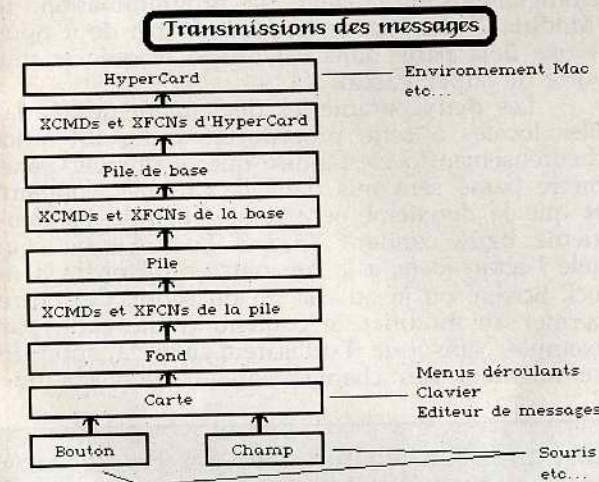 Transmissions des messages
HyperCard
Environnement Mac
etc...
XCMDs et XFCNs d'HyperCard
Pile de base
XCMDs et XFCNs de la base
Pile
XCMDs et XFCNs de la pile
Fond
Carte
Menus déroulants
Clavier
Editeur de messages
Bouton
Champ
Souris
etc...